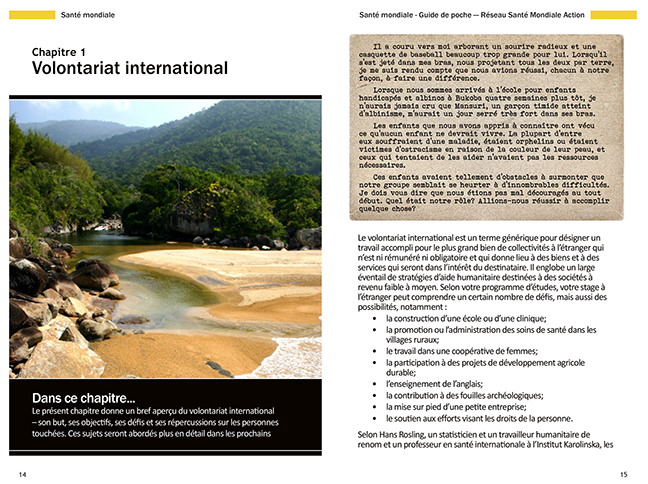 Santé mondiale
Chapitre 1
Volontariat international
Dans ce chapitre...
Le présent chapitre donne un bref aperçu du volontariat international
– son but, ses objectifs, ses défis et ses répercussions sur les personnes
touchées. Ces sujets seront abordés plus en détail dans les prochains
14
Santé mondiale - Guide de poche — Réseau Santé Mondiale Action
Il a couru vers moi arborant un sourire radieux et une
casquette de baseball beaucoup trop grande pour lui. Lorsqu'il
s'est jeté dans mes bras, nous projetant tous les deux par terre,
je me suis rendu compte que nous avions réussi, chacun à notre
façon, à faire une différence.
Lorsque nous sommes arrivés à l'école pour enfants
handicapés et albinos à Bukoba quatre semaines plus tôt, je
n'aurais jamais cru que Mansuri, un garçon timide atteint
d'albinisme, m'aurait un jour serré très fort dans ses bras.
Les enfants que nous avons appris à connaître ont vécu
ce qu'aucun enfant ne devrait vivre. La plupart d'entre
eux souffraient d'une maladie, étaient orphelins ou étaient
victimes d'ostracisme en raison de la couleur de leur peau, et
ceux qui tentaient de les aider n'avaient pas les ressources
nécessaires.
Ces enfants avaient tellement d'obstacles à surmonter que
notre groupe semblait se heurter à d'innombrables difficultés.
Je dois vous dire que nous étions pas mal découragés au tout
début. Quel était notre rôle? Allions-nous réussir à accomplir
quelque chose?
Le volontariat international est un terme générique pour désigner un
travail accompli pour le plus grand bien de collectivités à l'étranger qui
n'est ni rémunéré ni obligatoire et qui donne lieu à des biens et à des
services qui seront dans l'intérêt du destinataire. Il englobe un large
éventail de stratégies d'aide humanitaire destinées à des sociétés à
revenu faible à moyen. Selon votre programme d'études, votre stage à
l'étranger peut comprendre un certain nombre de défis, mais aussi des
possibilités, notamment :
• la construction d'une école ou d'une clinique;
• la promotion ou l'administration des soins de santé dans les
villages ruraux;
• le travail dans une coopérative de femmes;
• la participation à des projets de développement agricole
durable;
• l'enseignement de l'anglais;
• la contribution à des fouilles archéologiques;
• la mise sur pied d'une petite entreprise;
• le soutien aux efforts visant les droits de la personne.
Selon Hans Rosling, un statisticien et un travailleur humanitaire de
renom et un professeur en santé internationale à l'Institut Karolinska, les
15